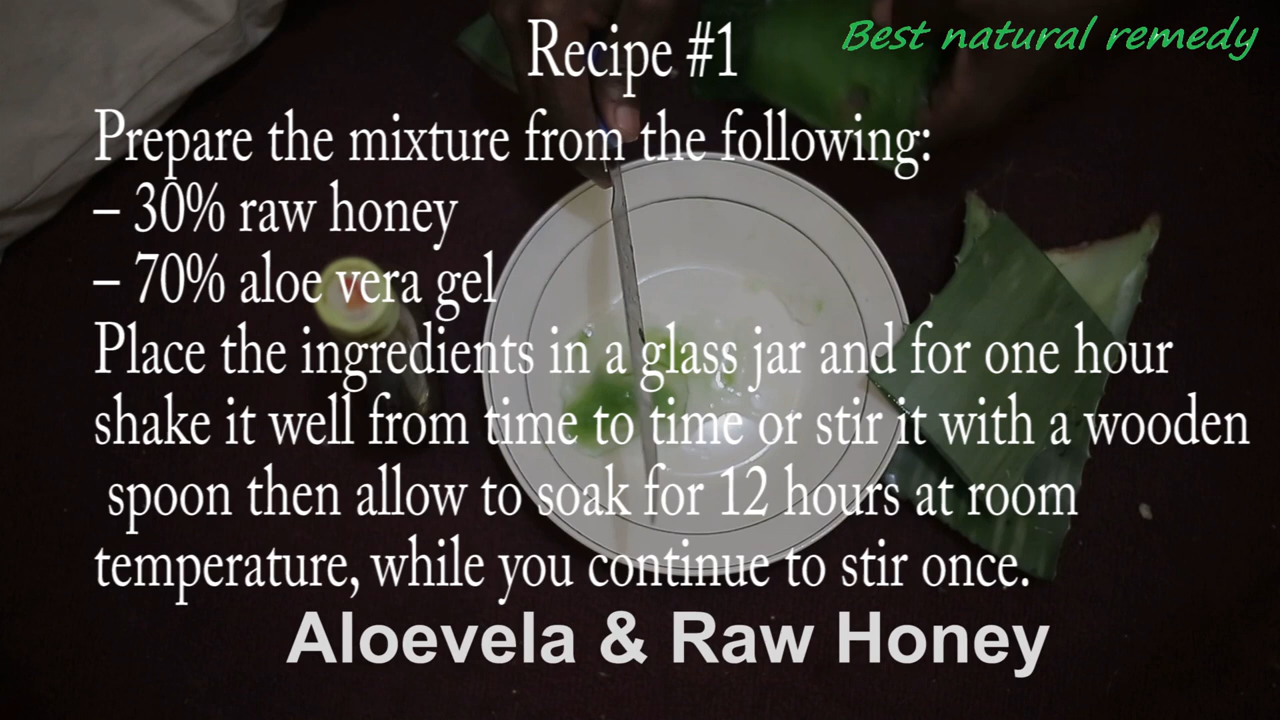 Best natural remedy
Recipe #1
Prepare the mixture from the following:
– 30% raw honey
– 70% aloe vera gel
Place the ingredients in a glass jar and for one hour
shake it well from time to time or stir it with a wooden
spoon then allow to soak for 12 hours at room
temperature, while you continue to stir once.
Aloevela & Raw Honey